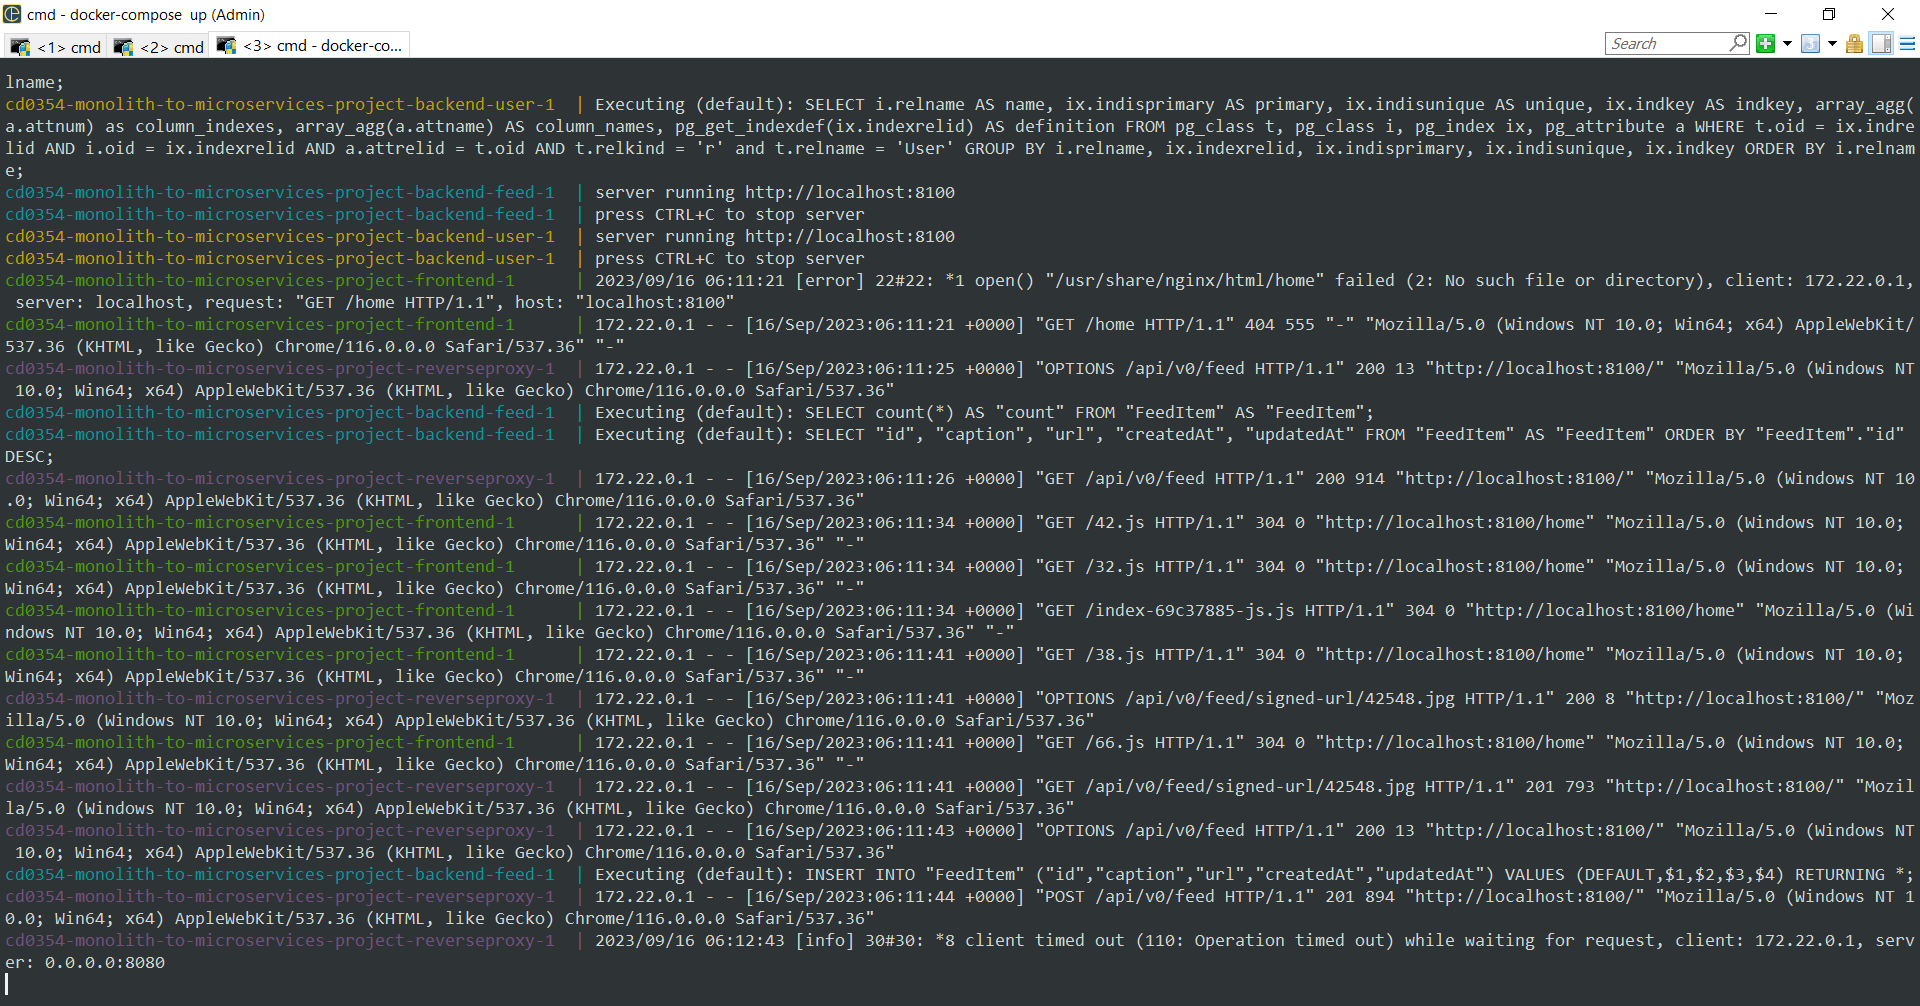 cmd - docker-compose  up (Admin)
<1> cmd
<2> cmd
<3> cmd - docker-co...
Search
lname;
cd0354-monolith-to-microservices-project-backend-user-1  | Executing (default): SELECT i.relname AS name, ix.indisprimary AS primary, ix.indisunique AS unique, ix.indkey AS indkey, array_agg(
a.attnum) as column_indexes, array_agg(a.attname) AS column_names, pg_get_indexdef(ix.indexrelid) AS definition FROM pg_class t, pg_class i, pg_index ix, pg_attribute a WHERE t.oid = ix.indre
lid AND i.oid = ix.indexrelid AND a.attrelid = t.oid AND t.relkind = 'r' and t.relname = 'User' GROUP BY i.relname, ix.indexrelid, ix.indisprimary, ix.indisunique, ix.indkey ORDER BY i.relnam
e;
cd0354-monolith-to-microservices-project-backend-feed-1  | server running http://localhost:8100
cd0354-monolith-to-microservices-project-backend-feed-1  | press CTRL+C to stop server
cd0354-monolith-to-microservices-project-backend-user-1  | server running http://localhost:8100
cd0354-monolith-to-microservices-project-backend-user-1  | press CTRL+C to stop server
cd0354-monolith-to-microservices-project-frontend-1      | 2023/09/16 06:11:21 [error] 22#22: *1 open() "/usr/share/nginx/html/home" failed (2: No such file or directory), client: 172.22.0.1,
 server: localhost, request: "GET /home HTTP/1.1", host: "localhost:8100"
cd0354-monolith-to-microservices-project-frontend-1      | 172.22.0.1 - - [16/Sep/2023:06:11:21 +0000] "GET /home HTTP/1.1" 404 555 "-" "Mozilla/5.0 (Windows NT 10.0; Win64; x64) AppleWebKit/
537.36 (KHTML, like Gecko) Chrome/116.0.0.0 Safari/537.36" "-"
cd0354-monolith-to-microservices-project-reverseproxy-1  | 172.22.0.1 - - [16/Sep/2023:06:11:25 +0000] "OPTIONS /api/v0/feed HTTP/1.1" 200 13 "http://localhost:8100/" "Mozilla/5.0 (Windows NT
 10.0; Win64; x64) AppleWebKit/537.36 (KHTML, like Gecko) Chrome/116.0.0.0 Safari/537.36"
cd0354-monolith-to-microservices-project-backend-feed-1  | Executing (default): SELECT count(*) AS "count" FROM "FeedItem" AS "FeedItem";
cd0354-monolith-to-microservices-project-backend-feed-1  | Executing (default): SELECT "id", "caption", "url", "createdAt", "updatedAt" FROM "FeedItem" AS "FeedItem" ORDER BY "FeedItem"."id"
DESC;
cd0354-monolith-to-microservices-project-reverseproxy-1  | 172.22.0.1 - - [16/Sep/2023:06:11:26 +0000] "GET /api/v0/feed HTTP/1.1" 200 914 "http://localhost:8100/" "Mozilla/5.0 (Windows NT 10
.0; Win64; x64) AppleWebKit/537.36 (KHTML, like Gecko) Chrome/116.0.0.0 Safari/537.36"
cd0354-monolith-to-microservices-project-frontend-1      | 172.22.0.1 - - [16/Sep/2023:06:11:34 +0000] "GET /42.js HTTP/1.1" 304 0 "http://localhost:8100/home" "Mozilla/5.0 (Windows NT 10.0;
Win64; x64) AppleWebKit/537.36 (KHTML, like Gecko) Chrome/116.0.0.0 Safari/537.36" "-"
cd0354-monolith-to-microservices-project-frontend-1      | 172.22.0.1 - - [16/Sep/2023:06:11:34 +0000] "GET /32.js HTTP/1.1" 304 0 "http://localhost:8100/home" "Mozilla/5.0 (Windows NT 10.0;
Win64; x64) AppleWebKit/537.36 (KHTML, like Gecko) Chrome/116.0.0.0 Safari/537.36" "-"
cd0354-monolith-to-microservices-project-frontend-1      | 172.22.0.1 - - [16/Sep/2023:06:11:34 +0000] "GET /index-69c37885-js.js HTTP/1.1" 304 0 "http://localhost:8100/home" "Mozilla/5.0 (Wi
ndows NT 10.0; Win64; x64) AppleWebKit/537.36 (KHTML, like Gecko) Chrome/116.0.0.0 Safari/537.36" "-"
cd0354-monolith-to-microservices-project-frontend-1      | 172.22.0.1 - - [16/Sep/2023:06:11:41 +0000] "GET /38.js HTTP/1.1" 304 0 "http://localhost:8100/home" "Mozilla/5.0 (Windows NT 10.0;
Win64; x64) AppleWebKit/537.36 (KHTML, like Gecko) Chrome/116.0.0.0 Safari/537.36" "-"
cd0354-monolith-to-microservices-project-reverseproxy-1  | 172.22.0.1 - - [16/Sep/2023:06:11:41 +0000] "OPTIONS /api/v0/feed/signed-url/42548.jpg HTTP/1.1" 200 8 "http://localhost:8100/" "Moz
illa/5.0 (Windows NT 10.0; Win64; x64) AppleWebKit/537.36 (KHTML, like Gecko) Chrome/116.0.0.0 Safari/537.36"
cd0354-monolith-to-microservices-project-frontend-1      | 172.22.0.1 - - [16/Sep/2023:06:11:41 +0000] "GET /66.js HTTP/1.1" 304 0 "http://localhost:8100/home" "Mozilla/5.0 (Windows NT 10.0;
Win64; x64) AppleWebKit/537.36 (KHTML, like Gecko) Chrome/116.0.0.0 Safari/537.36" "-"
cd0354-monolith-to-microservices-project-reverseproxy-1  | 172.22.0.1 - - [16/Sep/2023:06:11:41 +0000] "GET /api/v0/feed/signed-url/42548.jpg HTTP/1.1" 201 793 "http://localhost:8100/" "Mozil
la/5.0 (Windows NT 10.0; Win64; x64) AppleWebKit/537.36 (KHTML, like Gecko) Chrome/116.0.0.0 Safari/537.36"
cd0354-monolith-to-microservices-project-reverseproxy-1  | 172.22.0.1 - - [16/Sep/2023:06:11:43 +0000] "OPTIONS /api/v0/feed HTTP/1.1" 200 13 "http://localhost:8100/" "Mozilla/5.0 (Windows NT
 10.0; Win64; x64) AppleWebKit/537.36 (KHTML, like Gecko) Chrome/116.0.0.0 Safari/537.36"
cd0354-monolith-to-microservices-project-backend-feed-1  | Executing (default): INSERT INTO "FeedItem" ("id","caption","url","createdAt","updatedAt") VALUES (DEFAULT,$1,$2,$3,$4) RETURNING *;
cd0354-monolith-to-microservices-project-reverseproxy-1  | 172.22.0.1 - - [16/Sep/2023:06:11:44 +0000] "POST /api/v0/feed HTTP/1.1" 201 894 "http://localhost:8100/" "Mozilla/5.0 (Windows NT 1
0.0; Win64; x64) AppleWebKit/537.36 (KHTML, like Gecko) Chrome/116.0.0.0 Safari/537.36"
cd0354-monolith-to-microservices-project-reverseproxy-1  | 2023/09/16 06:12:43 [info] 30#30: *8 client timed out (110: Operation timed out) while waiting for request, client: 172.22.0.1, serv
er: 0.0.0.0:8080